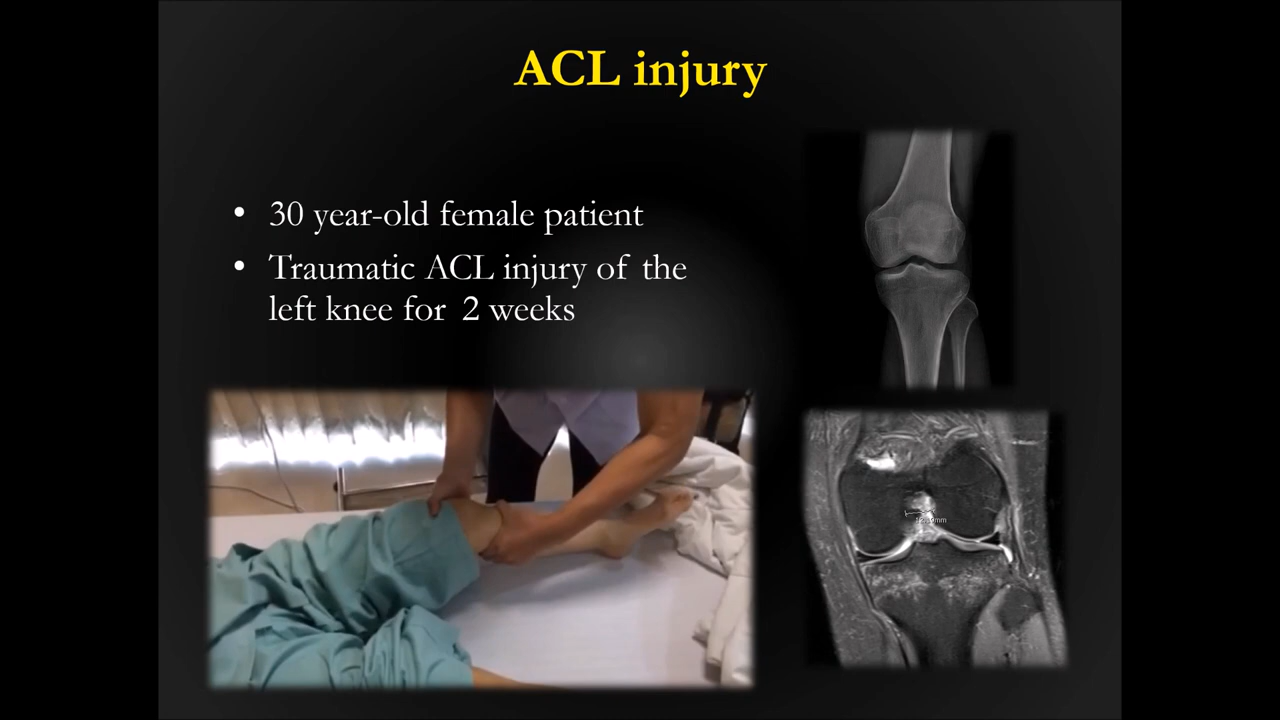 ACL injury
• 30 year-old female patient
• Traumatic ACL injury of the
left knee for 2 weeks